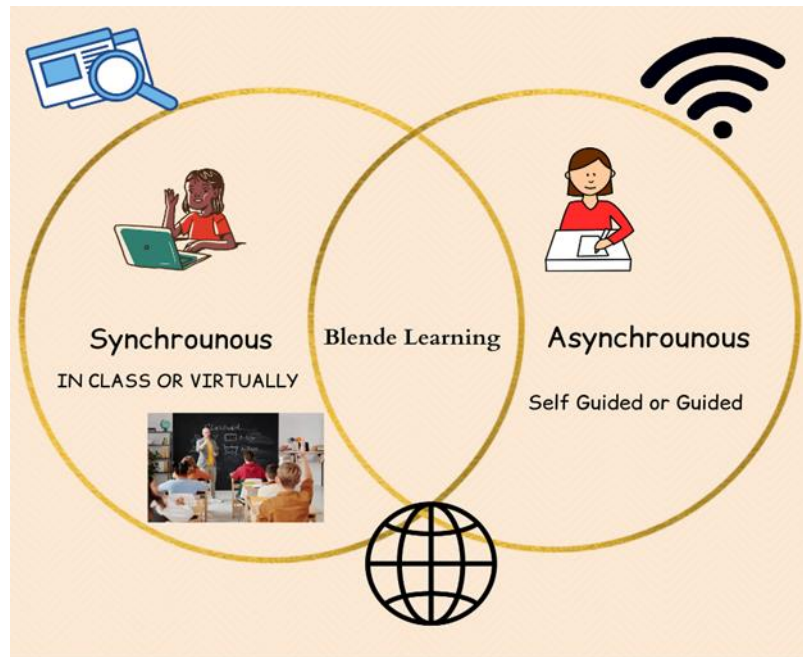 Synchrounous
IN CLASS OR VIRTUALLY
Blende Learning
Asynchrounous
Self Guided or Guided